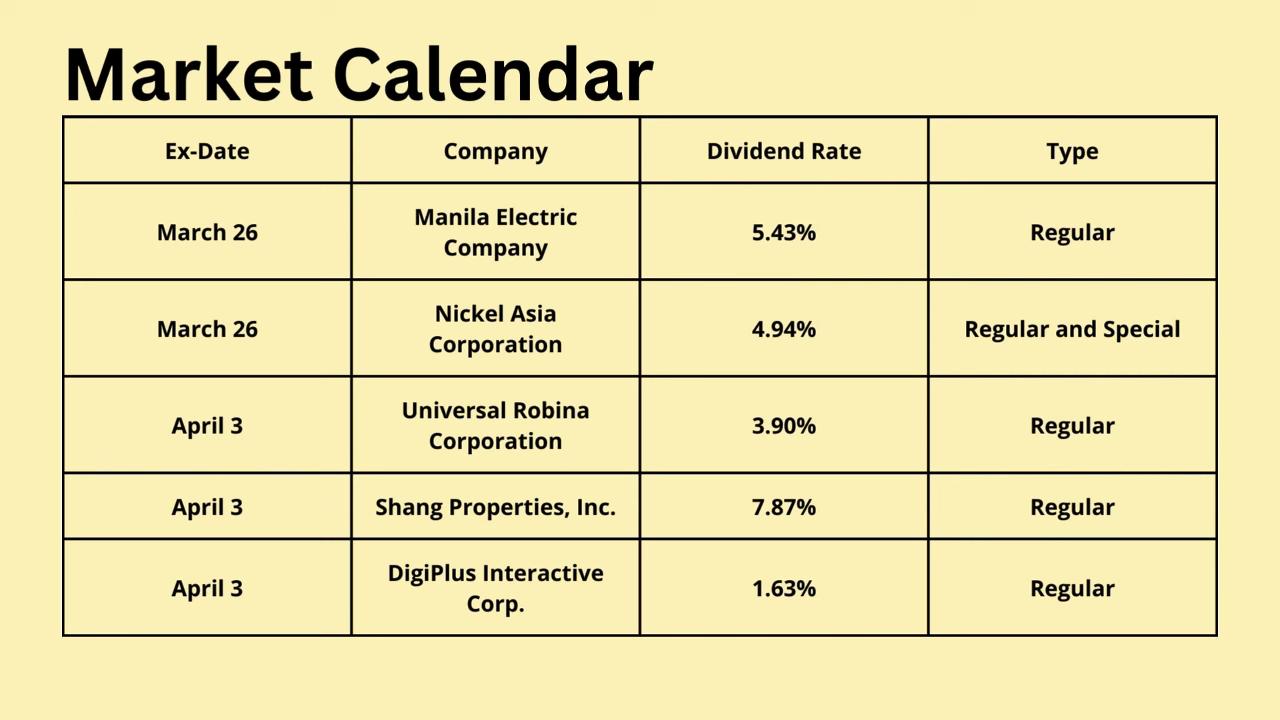 Market Calendar
Ex-Date
Company
Dividend Rate
Type
March 26
Manila Electric
Company
5.43%
Regular
March 26
Nickel Asia
Corporation
4.94%
Regular and Special
April 3
Universal Robina
Corporation
3.90%
Regular
April 3
Shang Properties, Inc.
7.87%
Regular
April 3
DigiPlus Interactive
Corp.
1.63%
Regular